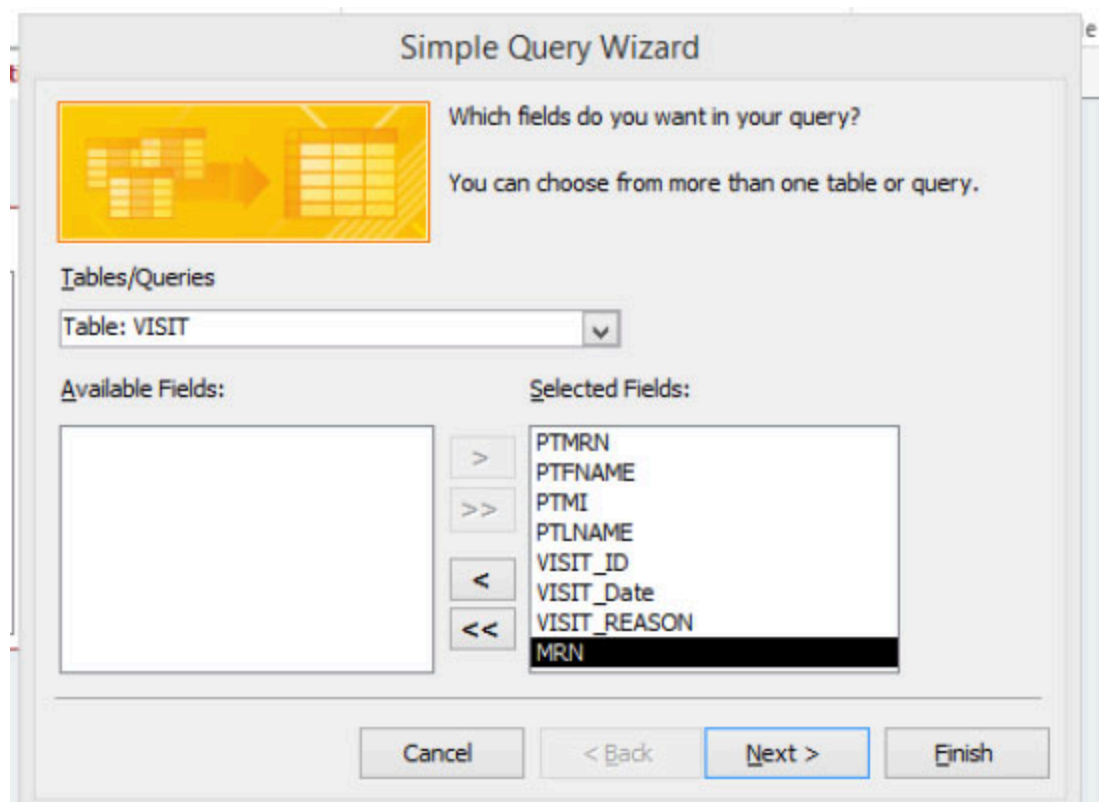 Simple Query Wizard
Which fields do you want in your query?
You can choose from more than one table or query.
Tables/Queries
Table: VISIT
Available Fields:
Selected Fields:
>
>>
<
<<
PTMRN
PTFNAME
PTMI
PTLNAME
VISIT_ID
VISIT_Date
VISIT_REASON
MRN
Cancel
< Back
Next >
Finish